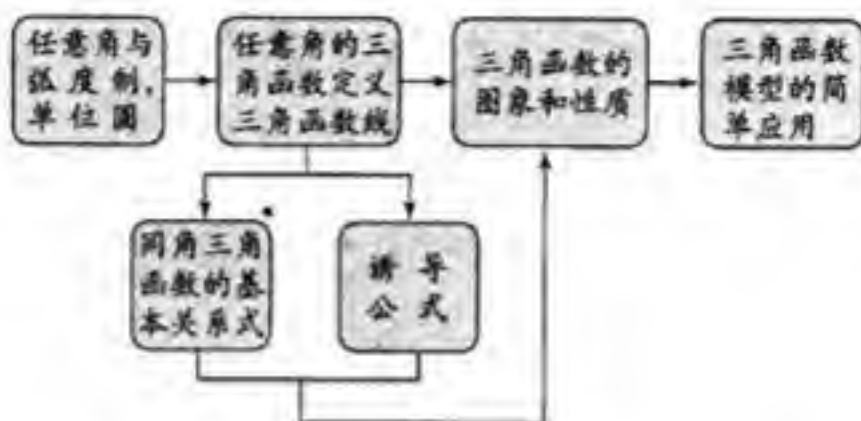 任意角与
弧度制,
单位圆
任意角的三
角函数定义
三角函数线
三角函数的
图象和性质
三角函数
模型的简
单应用
同角三角
函数的基
本关系式
诱导
公式